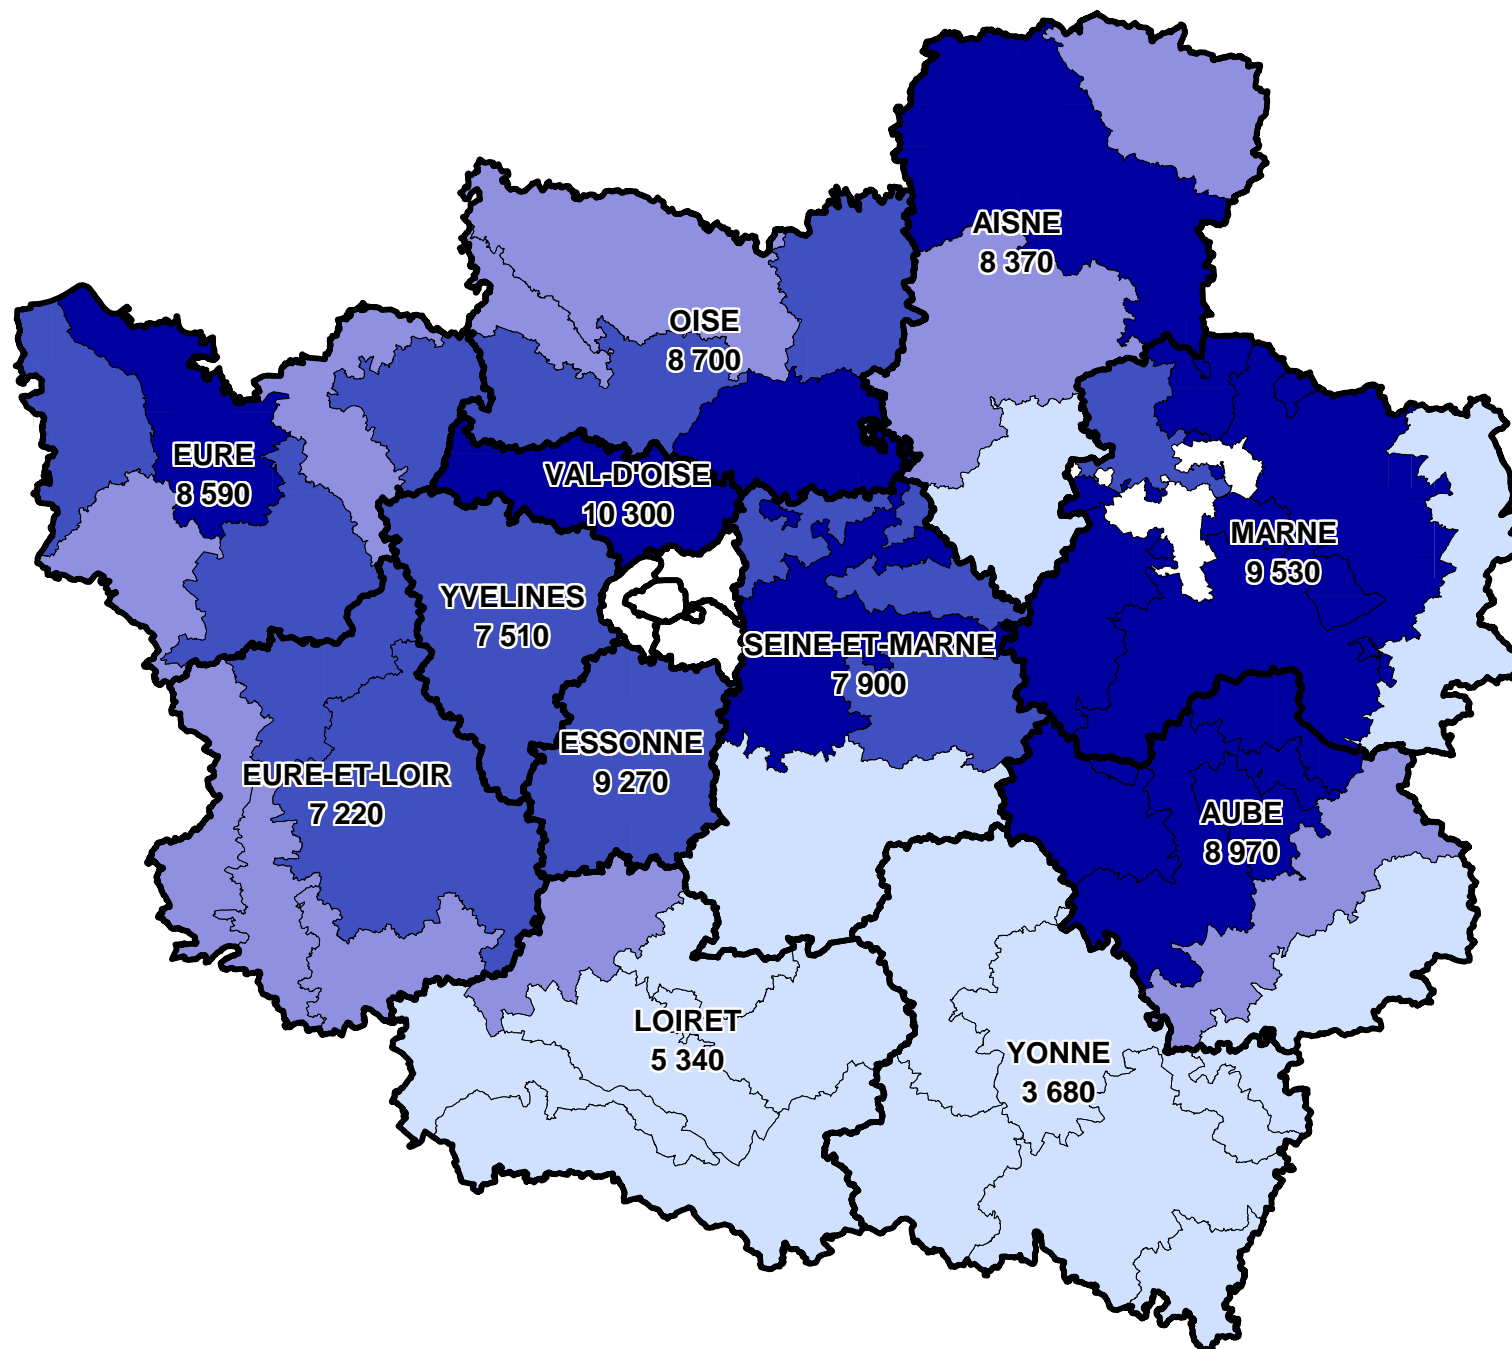 AISNE
8 370
OISE
8 700
EURE
8 590
VAL-D'OISE
10 300
MARNE
9 530
YVELINES
7 510
SEINE-ET-MARNE
7 900
ESSONNE
9 270
EURE-ET-LOIR
7 220
AUBE
8 970
LOIRET
5 340
YONNE
3 680